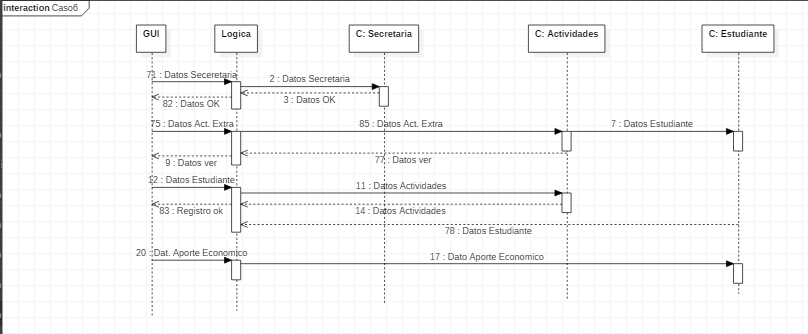 interaction Caso6
GUI
Logica
C: Secretaria
C: Actividades
C: Estudiante
71 : Datos Seceretaria
2 : Datos Secretaria
82 : Datos OK
3 : Datos OK
75 : Datos Act. Extra
85 : Datos Act. Extra
7 : Datos Estudiante
9 : Datos ver
77 : Datos ver
12 : Datos Estudiante
11 : Datos Actividades
83 : Registro ok
14 : Datos Actividades
78 : Datos Estudiante
20 : Dat. Aporte Economico
17 : Dato Aporte Economico